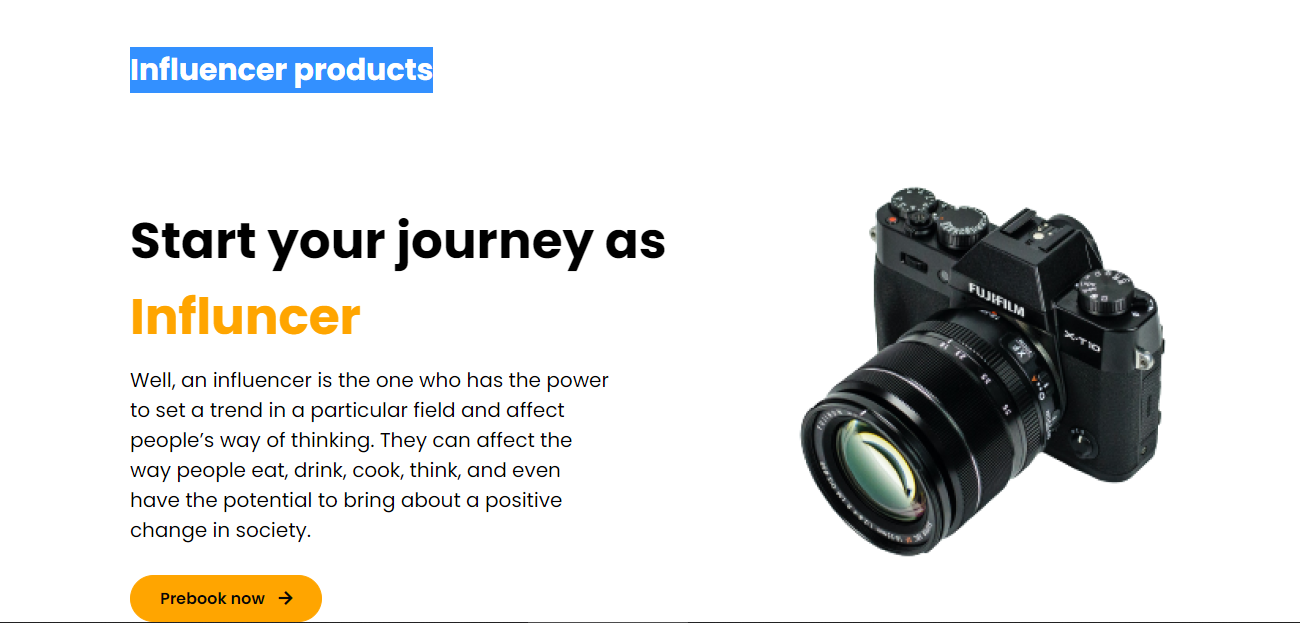 Influencer products
Start your journey as
Influncer
Well, an influencer is the one who has the power
to set a trend in a particular field and affect
people’s way of thinking. They can affect the
way people eat, drink, cook, think, and even
have the potential to bring about a positive
change in society.
Prebook now
FUJIFILM
X-T10
XF